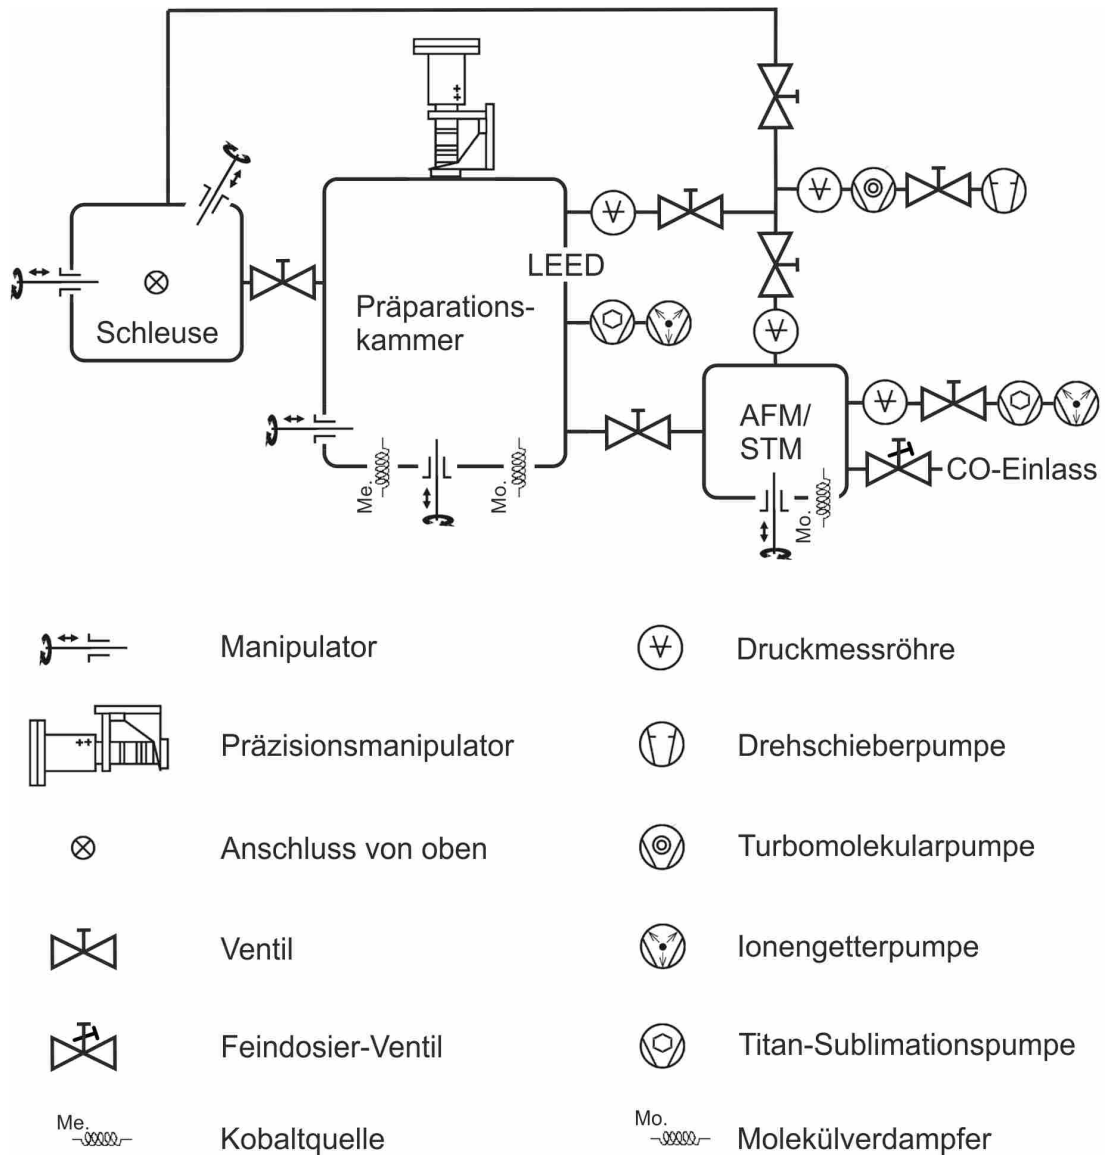 LEED
Präparations-
kammer
Schleuse
AFM/
STM
CO-Einlass
Me.
Mo.
Mo.
Manipulator
Druckmessröhre
Präzisionsmanipulator
Drehschieberpumpe
Anschluss von oben
Turbomolekularpumpe
Ventil
Ionengetterpumpe
Feindosier-Ventil
Titan-Sublimationspumpe
Me.
Kobaltquelle
Mo.
Molekülverdampfer